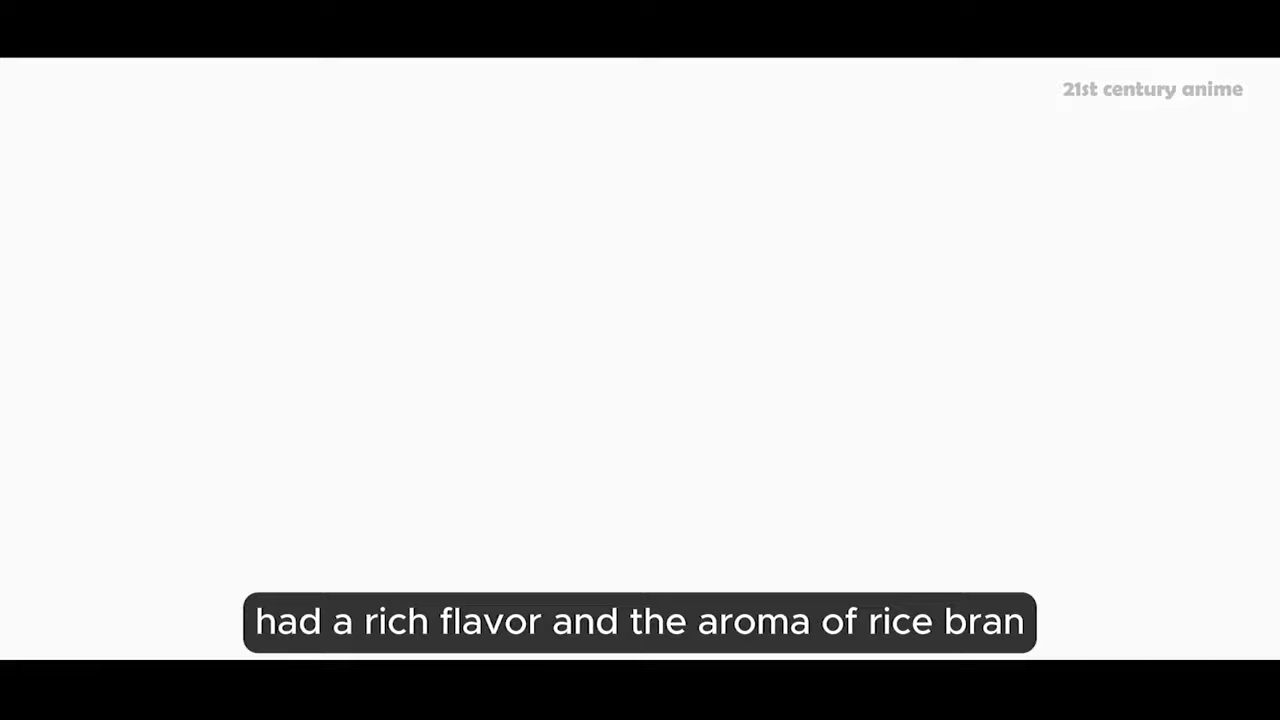 21st century anime
had a rich flavor and the aroma of rice bran